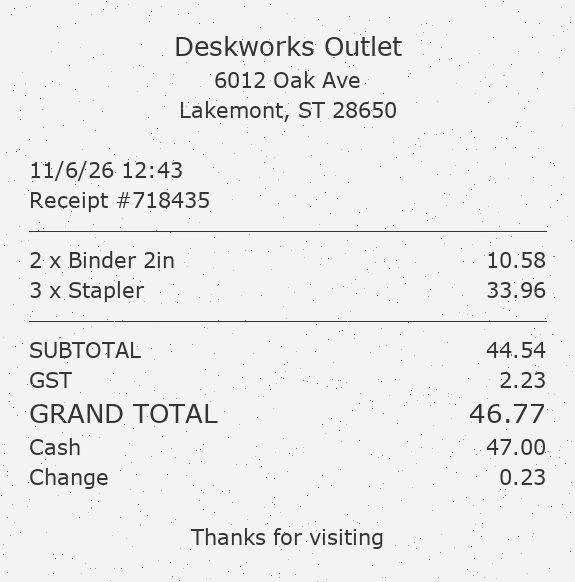 Deskworks Outlet
6012 Oak Ave
Lakemont, ST 28650
11/6/26 12:43
Receipt #718435
2 x Binder 2in 10.58
3 x Stapler 33.96
SUBTOTAL 44.54
GST 2.23
GRAND TOTAL 46.77
Cash 47.00
Change 0.23
Thanks for visiting